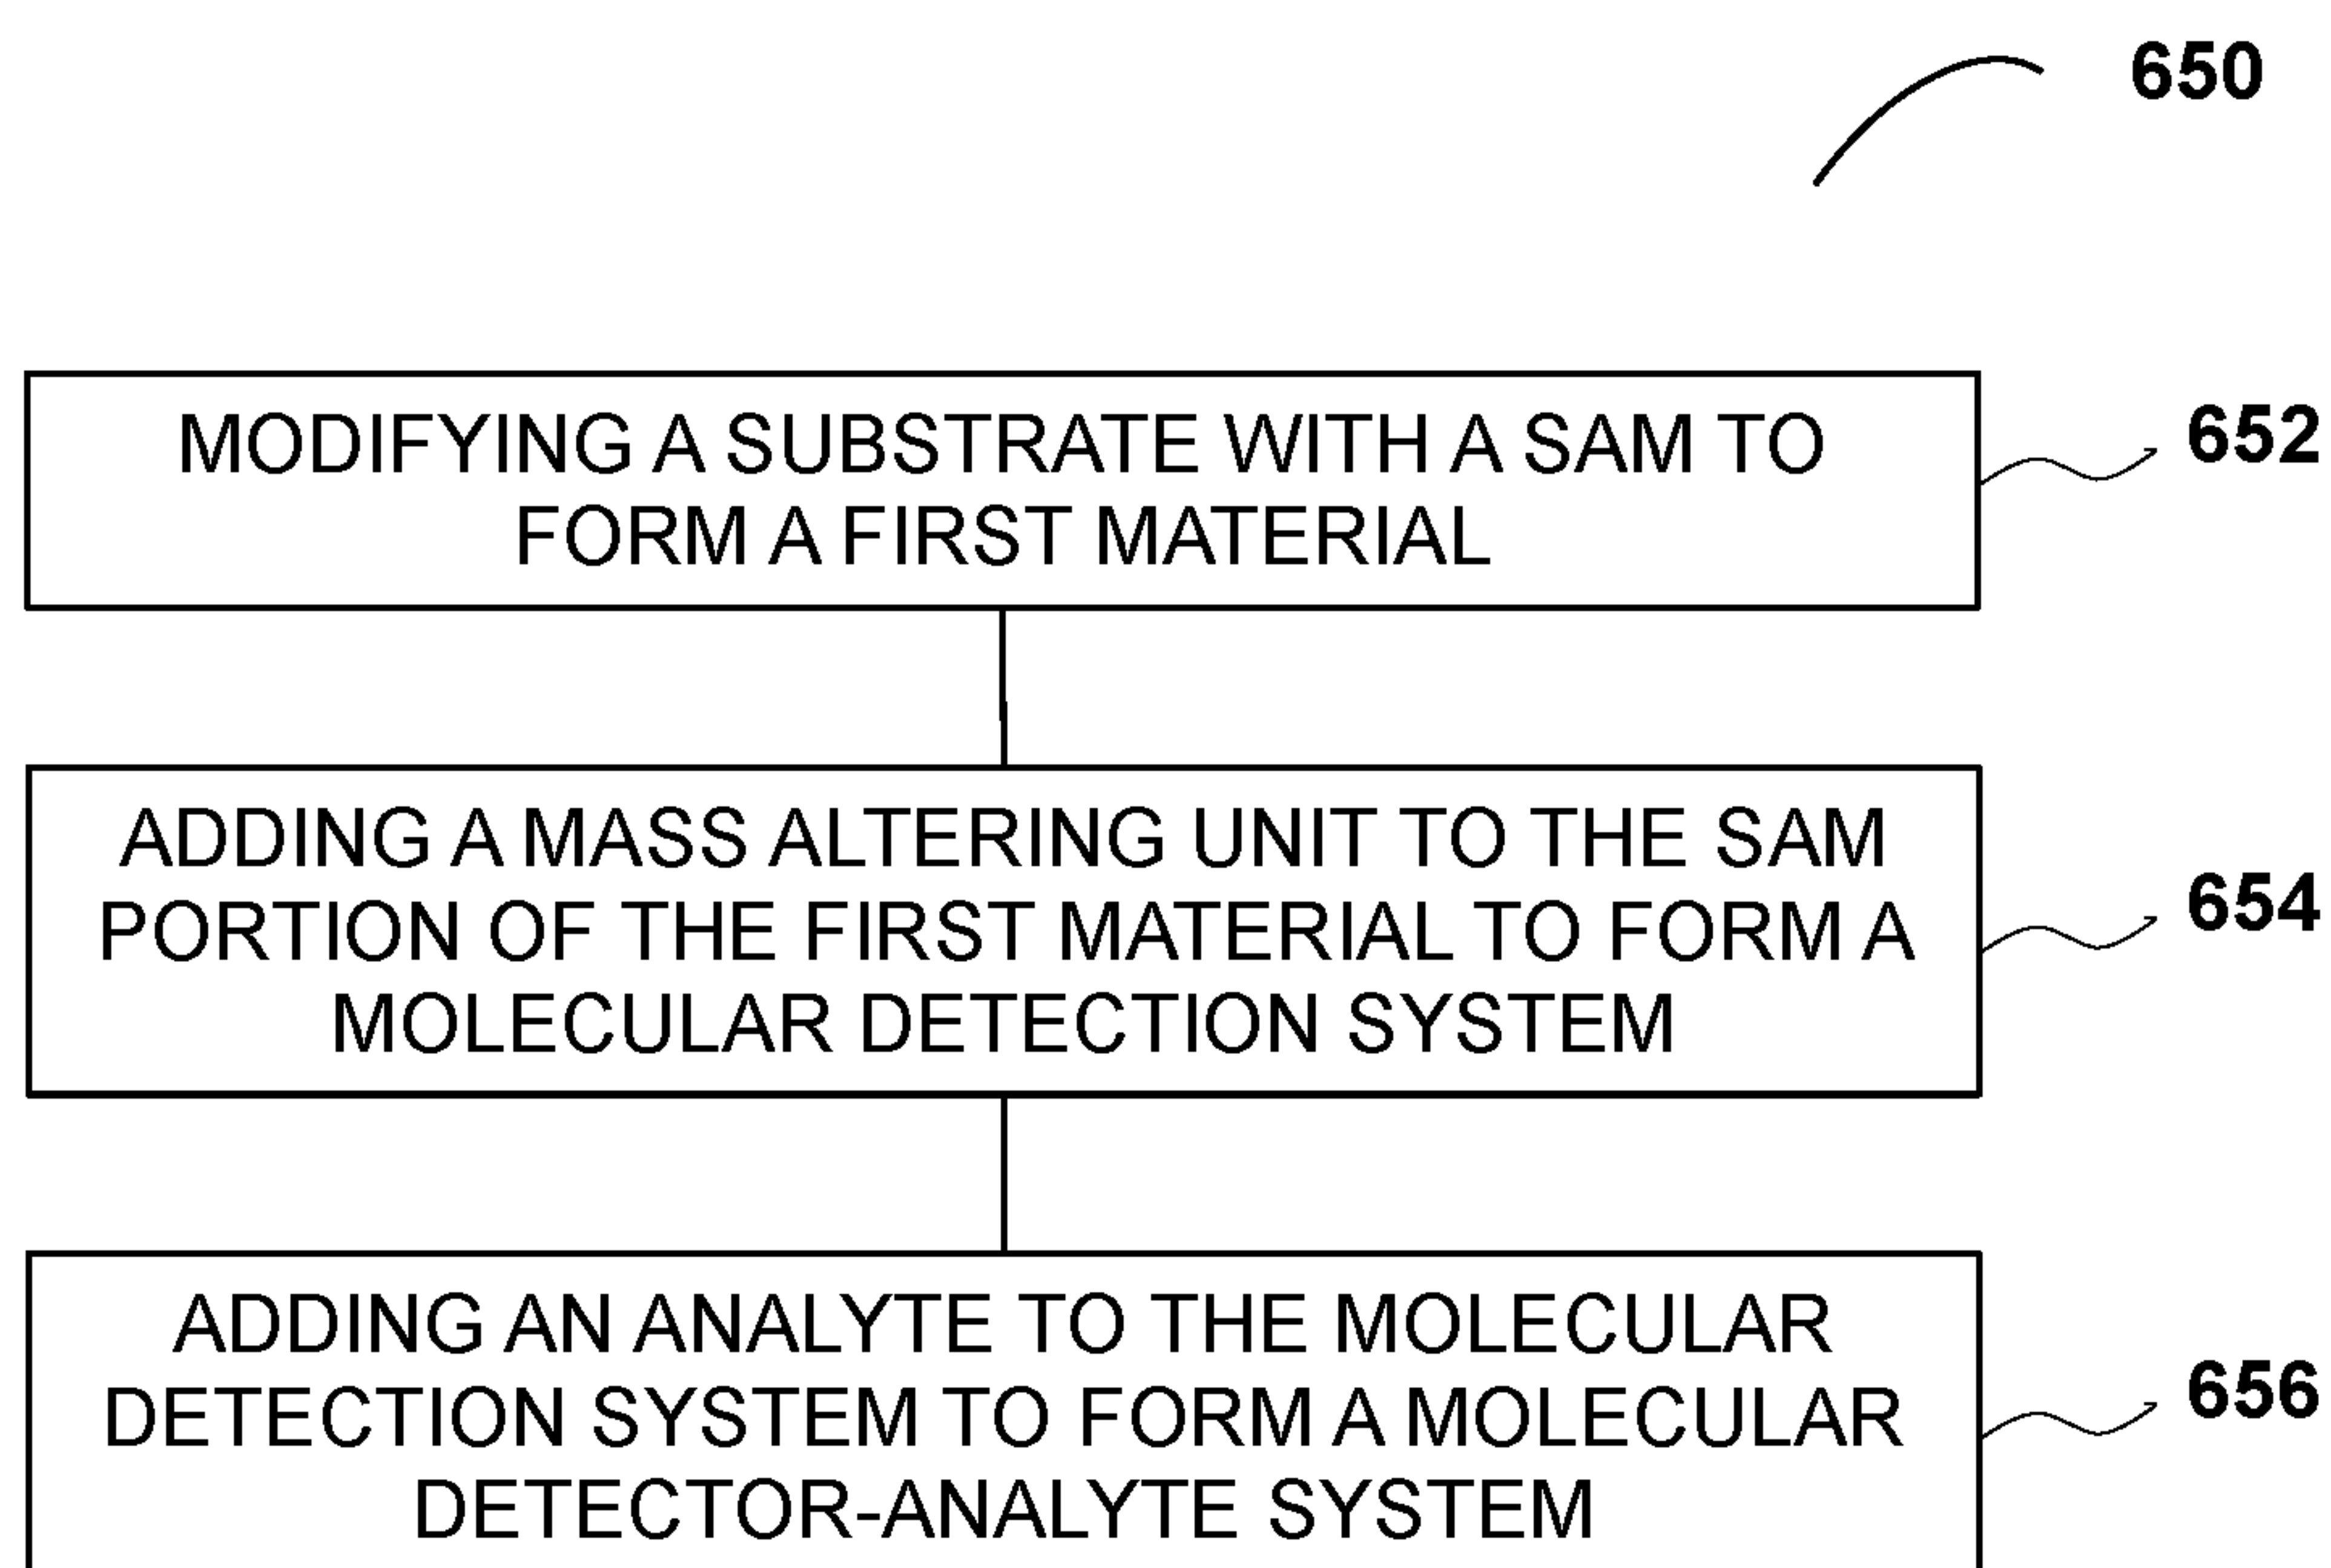 650
MODIFYING A SUBSTRATE WITH A SAM TO
FORM A FIRST MATERIAL
652
ADDING A MASS ALTERING UNIT TO THE SAM
PORTION OF THE FIRST MATERIAL TO FORM A
MOLECULAR DETECTION SYSTEM
654
ADDING AN ANALYTE TO THE MOLECULAR
DETECTION SYSTEM TO FORM A MOLECULAR
DETECTOR-ANALYTE SYSTEM
656